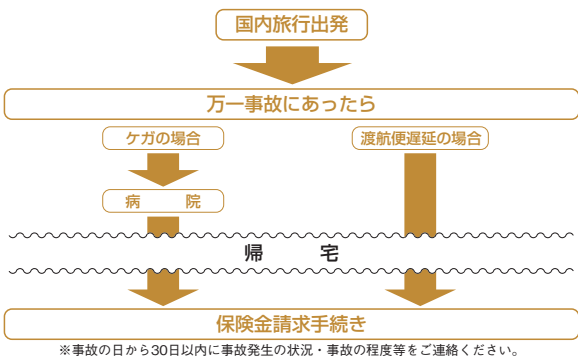 国内旅行出発
万一事故にあったら
ケガの場合
渡航便遅延の場合
病　　院
帰　　宅
保険金請求手続き
※事故の日から30日以内に事故発生の状況・事故の程度等をご連絡ください。